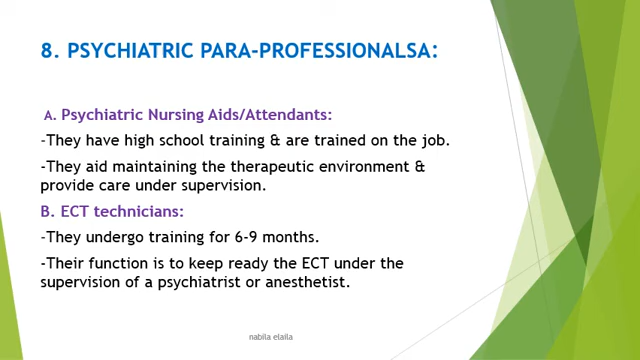 8. PSYCHIATRIC PARA-PROFESSIONALSA:
A. Psychiatric Nursing Aids/Attendants:
-They have high school training & are trained on the job.
-They aid maintaining the therapeutic environment &
provide care under supervision.
B. ECT technicians:
-They undergo training for 6-9 months.
-Their function is to keep ready the ECT under the
supervision of a psychiatrist or anesthetist.
nabila elaila